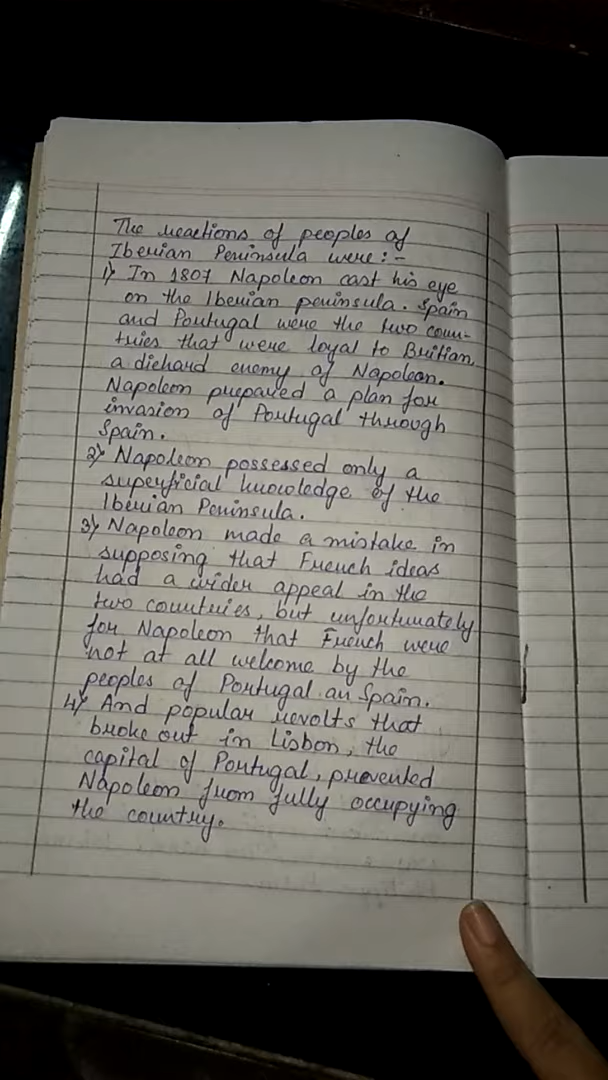 The reactions of peoples of
Iberian Peninsula were:-
1) In 1807 Napoleon cast his eye
on the Iberian peninsula. Spain
and Portugal were the two coun-
tries that were loyal to Britian,
a diehard enemy of Napoleon.
Napoleon prepared a plan for
invasion of Portugal through
Spain.
2) Napoleon possessed only a
superficial knowledge of the
Iberian Peninsula.
3) Napoleon made a mistake in
supposing that French ideas
had a wider appeal in the
two countries, but unfortunately
for Napoleon that French were
not at all welcome by the
peoples of Portugal an Spain.
4) And popular revolts that
broke out in Lisbon, the
capital of Portugal, prevented
Napoleon from fully occupying
the country.